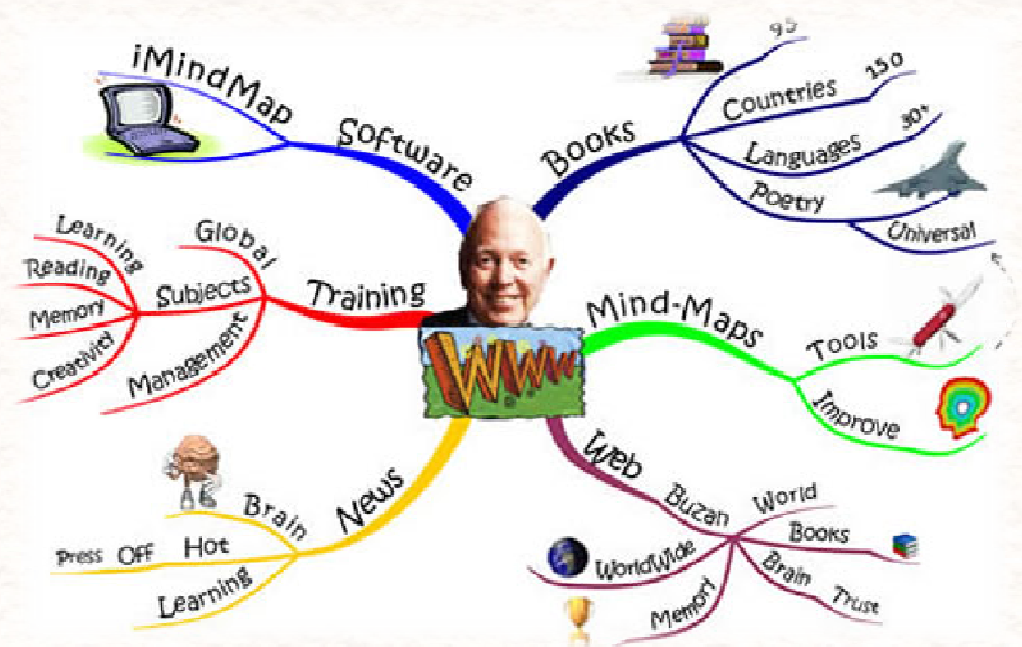 iMindMap
Software
Books
95
Countries 150
Languages 30+
Poetry
Universal
Training
Global
Subjects
Learning
Reading
Memory
Creativity
Management
WWW
Mind-Maps
Tools
Improve
News
Brain
Press OFF Hot
Learning
Web
Buzan
World
Books
Brain Trust
WorldWide
Memory